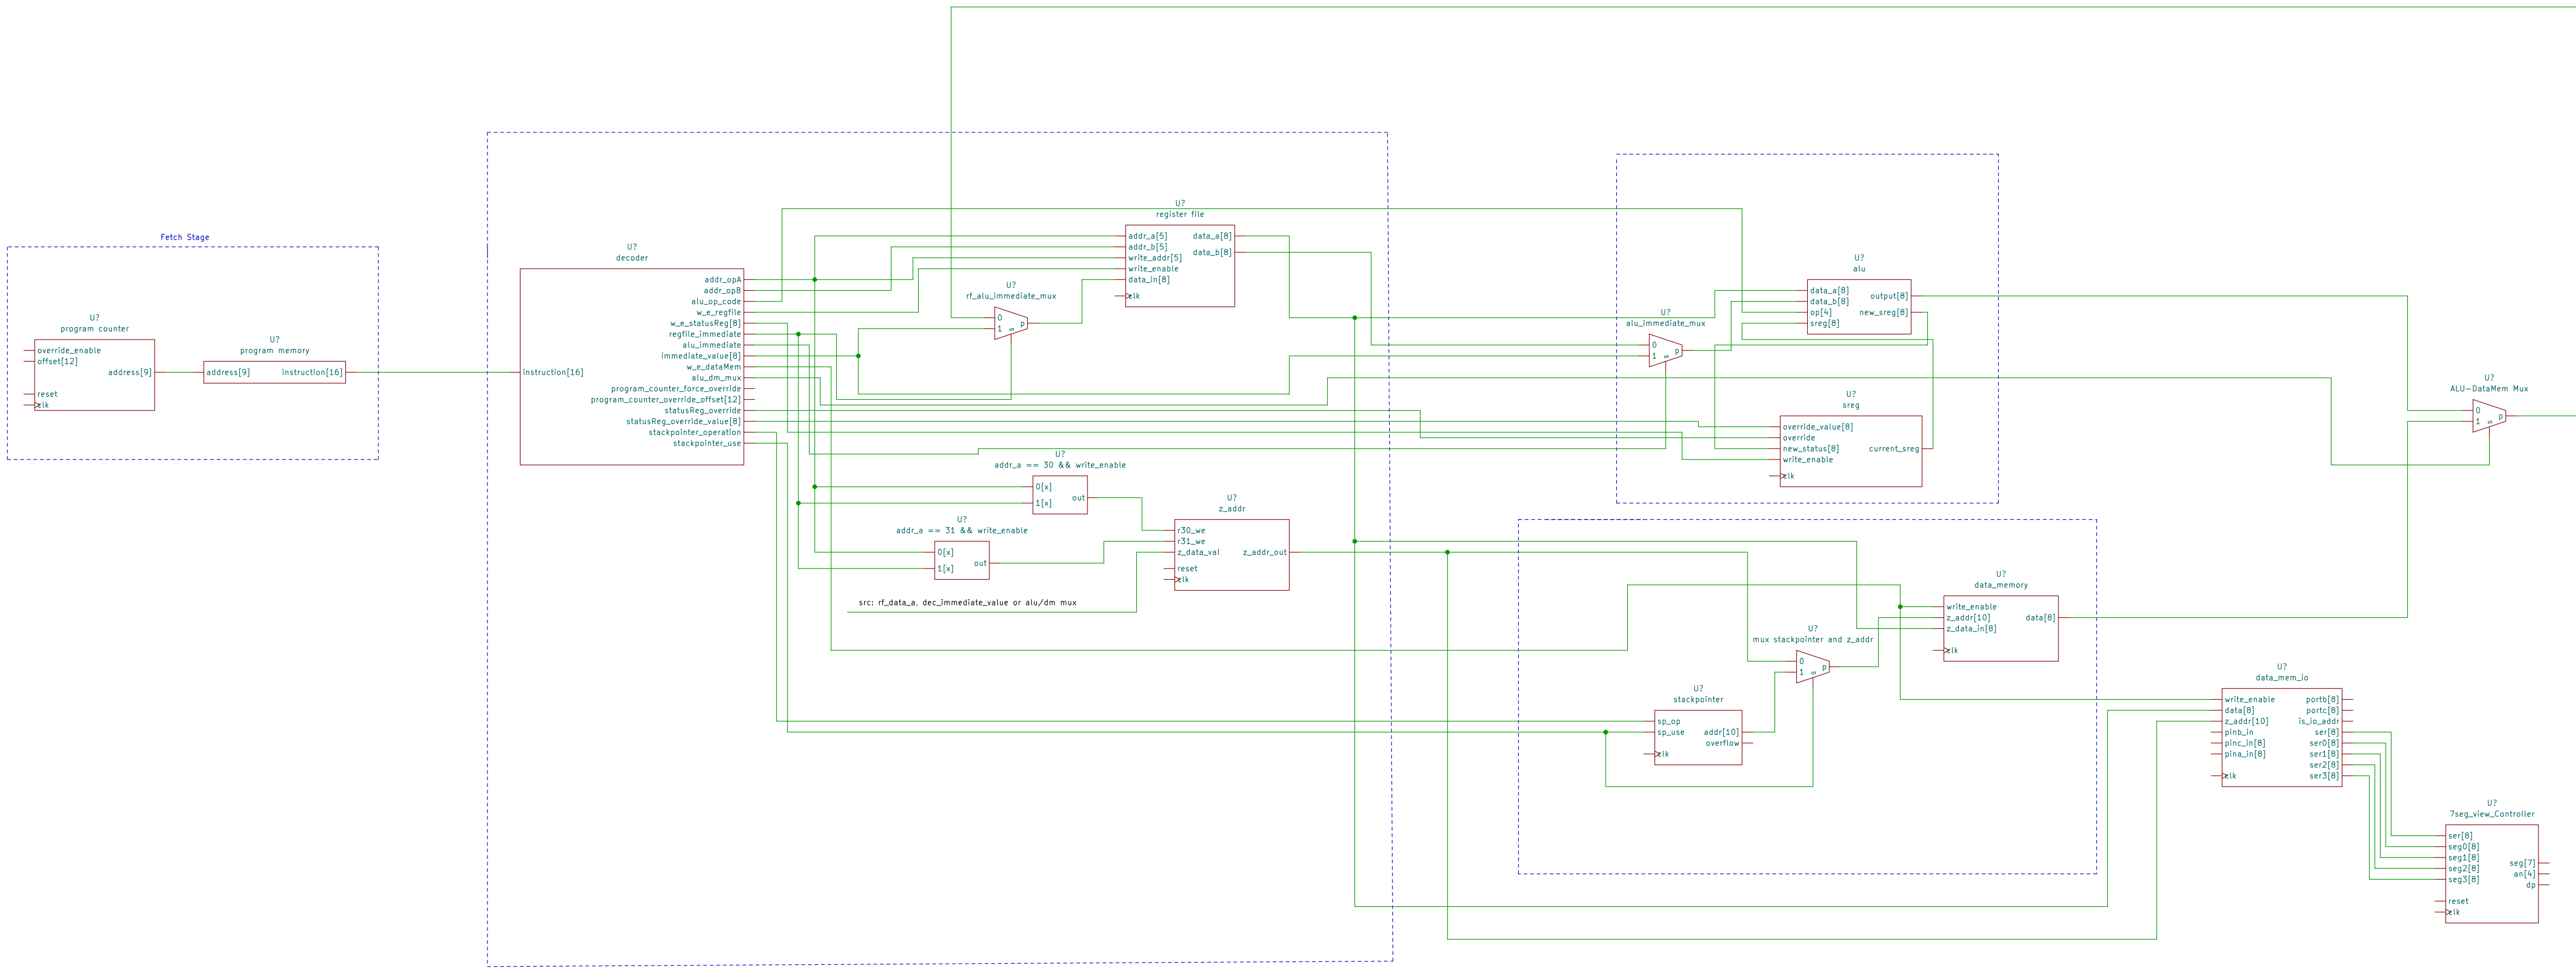 Fetch Stage
U?
program counter
override_enable
offset[12]
address[9]
reset
clk
U?
program memory
address[9]
instruction[16]
U?
decoder
instruction[16]
addr_opA
addr_opB
alu_op_code
w_e_regfile
w_e_statusReg[8]
regfile_immediate
alu_immediate
immediate_value[8]
w_e_dataMem
alu_dm_mux
program_counter_force_override
program_counter_override_offset[12]
statusReg_override
statusReg_override_value[8]
stackpointer_operation
stackpointer_use
U?
rf_alu_immediate_mux
0
1
s
p
U?
register file
addr_a[5]
addr_b[5]
write_addr[5]
write_enable
data_in[8]
clk
data_a[8]
data_b[8]
U?
addr_a == 30 && write_enable
0[x]
1[x]
out
U?
addr_a == 31 && write_enable
0[x]
1[x]
out
U?
z_addr
r30_we
r31_we
z_data_val
reset
clk
z_addr_out
src: rf_data_a, dec_immediate_value or alu/dm mux
U?
alu_immediate_mux
0
1
s
p
U?
alu
data_a[8]
data_b[8]
op[4]
sreg[8]
output[8]
new_sreg[8]
U?
sreg
override_value[8]
override
new_status[8]
write_enable
clk
current_sreg
U?
data_memory
write_enable
z_addr[10]
z_data_in[8]
clk
data[8]
U?
mux stackpointer and z_addr
0
1
s
p
U?
stackpointer
sp_op
sp_use
clk
addr[10]
overflow
U?
ALU-DataMem Mux
0
1
s
p
U?
data_mem_io
write_enable
data[8]
z_addr[10]
pinb_in
pinc_in[8]
pina_in[8]
clk
portb[8]
portc[8]
is_io_addr
ser[8]
ser0[8]
ser1[8]
ser2[8]
ser3[8]
U?
7seg_view_Controller
ser[8]
seg0[8]
seg1[8]
seg2[8]
seg3[8]
reset
clk
seg[7]
an[4]
dp